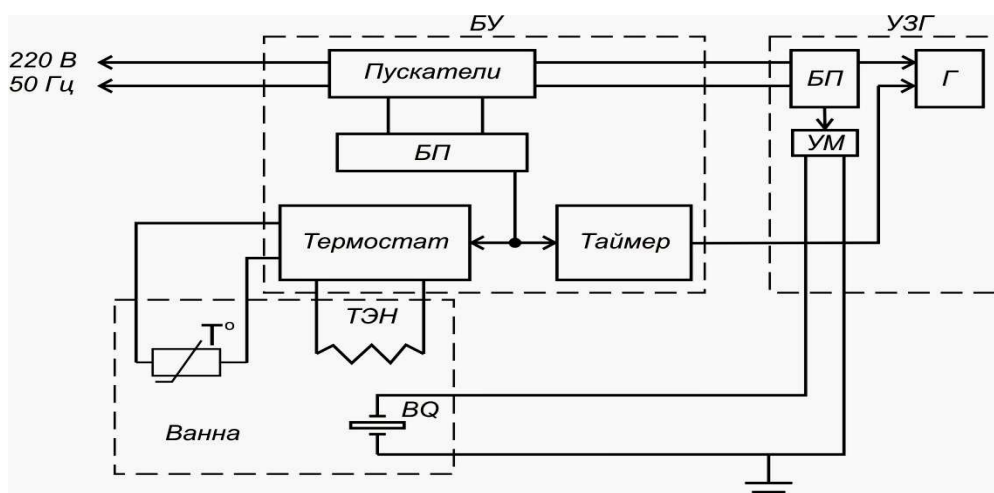 БУ
УЗГ
220 В
50 Гц
Пускатели
БП
Г
УМ
БП
Термостат
Таймер
ТЭН
T°
BQ
Ванна